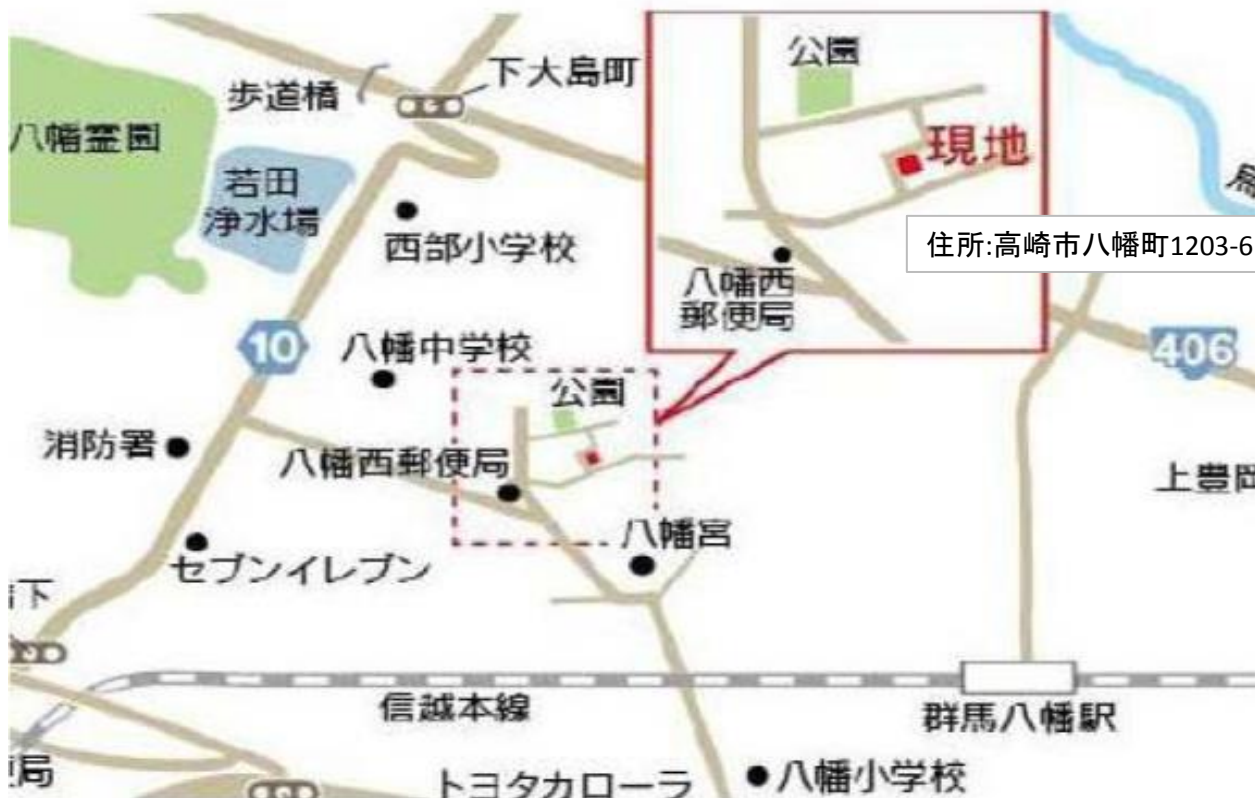 公園
下大島町
歩道橋
八幡霊園
現地
若田
浄水場
西部小学校
住所:高崎市八幡町1203-6
八幡西
郵便局
10
八幡中学校
406
公園
消防署
八幡西郵便局
上豊岡
八幡宮
セブンイレブン
下
信越本線
群馬八幡駅
局
トヨタカローラ
八幡小学校